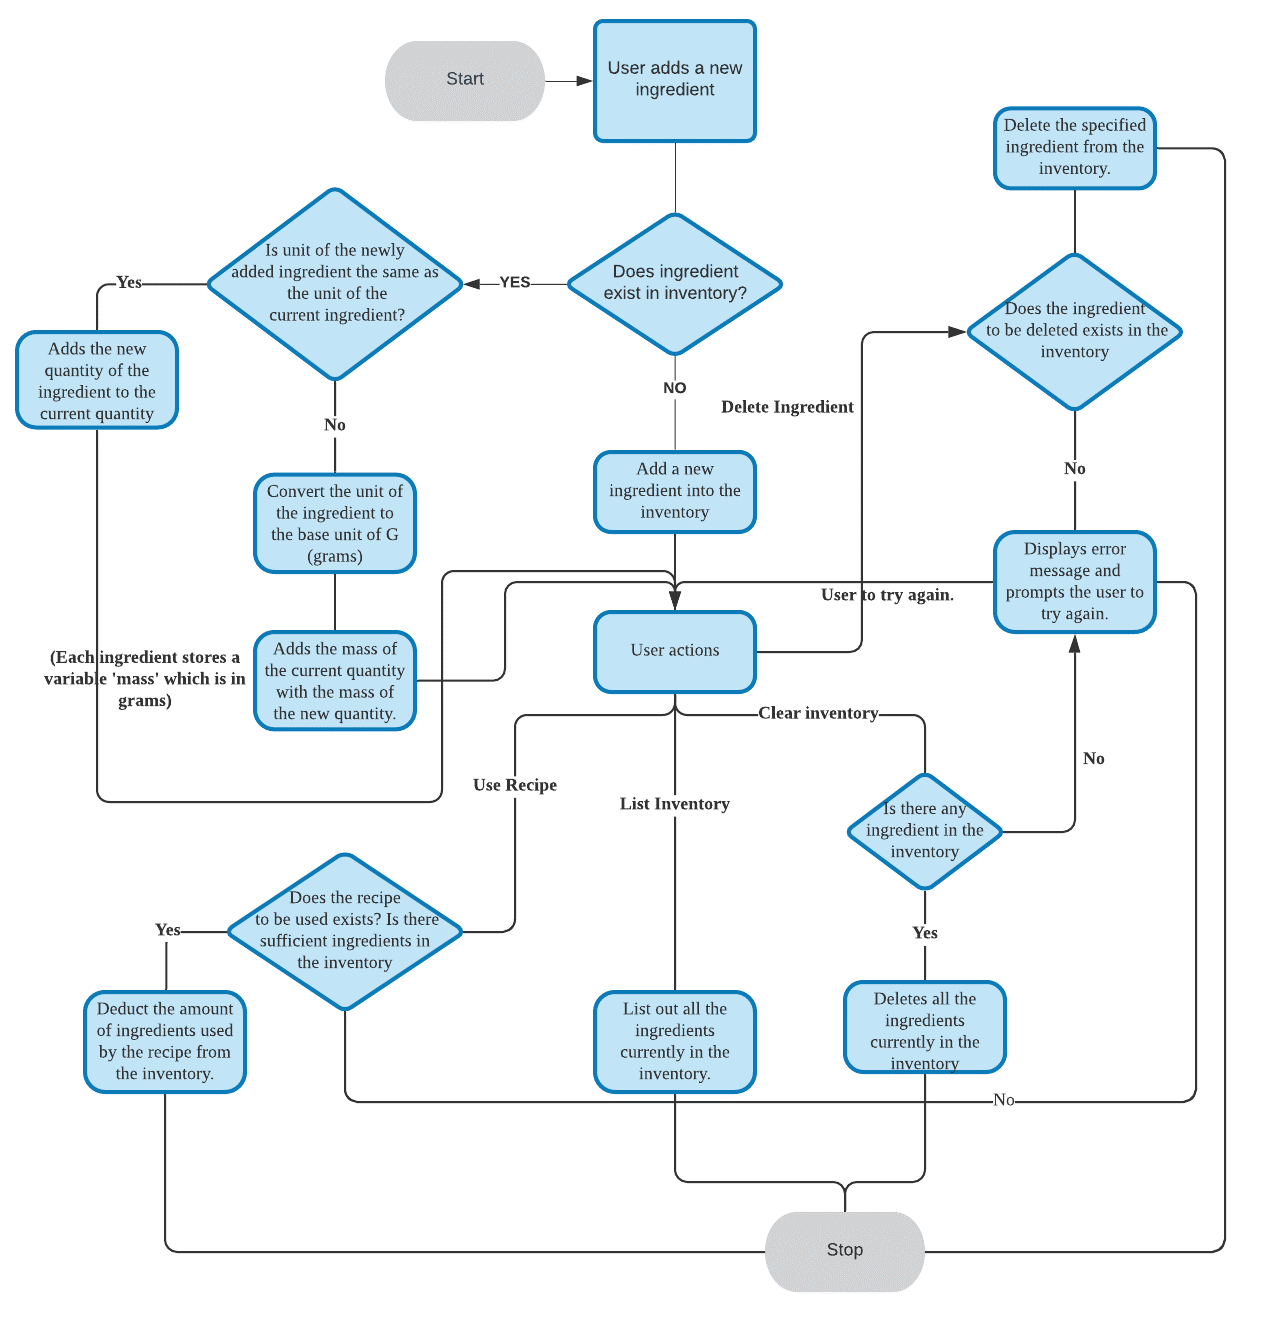 Start
User adds a new
ingredient
Delete the specified
ingredient from the
inventory.
Is unit of the newly
added ingredient the same as
the unit of the
current ingredient?
Does ingredient
exist in inventory?
YES
Yes
Does the ingredient
to be deleted exists in the
inventory
Adds the new
quantity of the
ingredient to the
current quantity
NO
Delete Ingredient
No
No
Add a new
ingredient into the
inventory
Convert the unit of
the ingredient to
the base unit of G
(grams)
Displays error
message and
prompts the user to
try again.
User to try again.
(Each ingredient stores a
variable 'mass' which is in
grams)
Adds the mass of
the current quantity
with the mass of
the new quantity.
User actions
Clear inventory
Use Recipe
List Inventory
No
Is there any
ingredient in the
inventory
Does the recipe
to be used exists? Is there
sufficient ingredients in
the inventory
Yes
Yes
Deduct the amount
of ingredients used
by the recipe from
the inventory.
List out all the
ingredients
currently in the
inventory.
Deletes all the
ingredients
currently in the
inventory
No
Stop